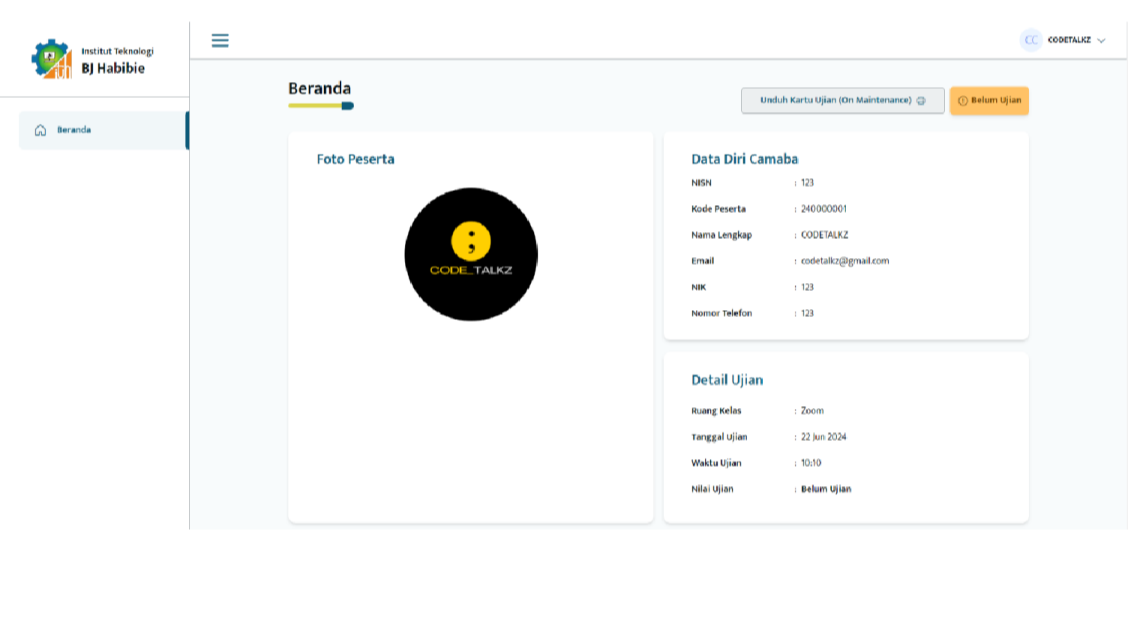 Institut Teknologi
BJ Habibie
CC CODETALKZ
Beranda
Beranda
Unduh Kartu Ujian (On Maintenance)
Belum Ujian
Foto Peserta
CODE_TALKZ
Data Diri Camaba
NISN : 123
Kode Peserta : 240000001
Nama Lengkap : CODETALKZ
Email : codetalkz@gmail.com
NIK : 123
Nomor Telefon : 123
Detail Ujian
Ruang Kelas : Zoom
Tanggal Ujian : 22 Jun 2024
Waktu Ujian : 10:10
Nilai Ujian : Belum Ujian